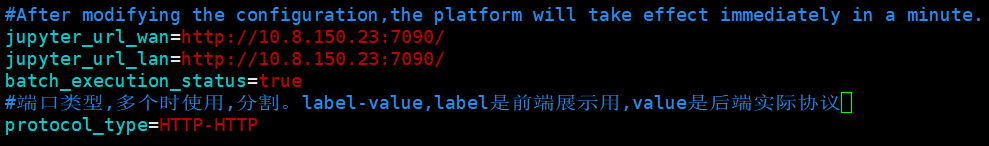 #After modifying the configuration,the platform will take effect immediately in a minute.
jupyter_url_wan=http://10.8.150.23:7090/
jupyter_url_lan=http://10.8.150.23:7090/
batch_execution_status=true
#端口类型,多个时使用,分割。label-value,label是前端展示用,value是后端实际协议
protocol_type=HTTP-HTTP